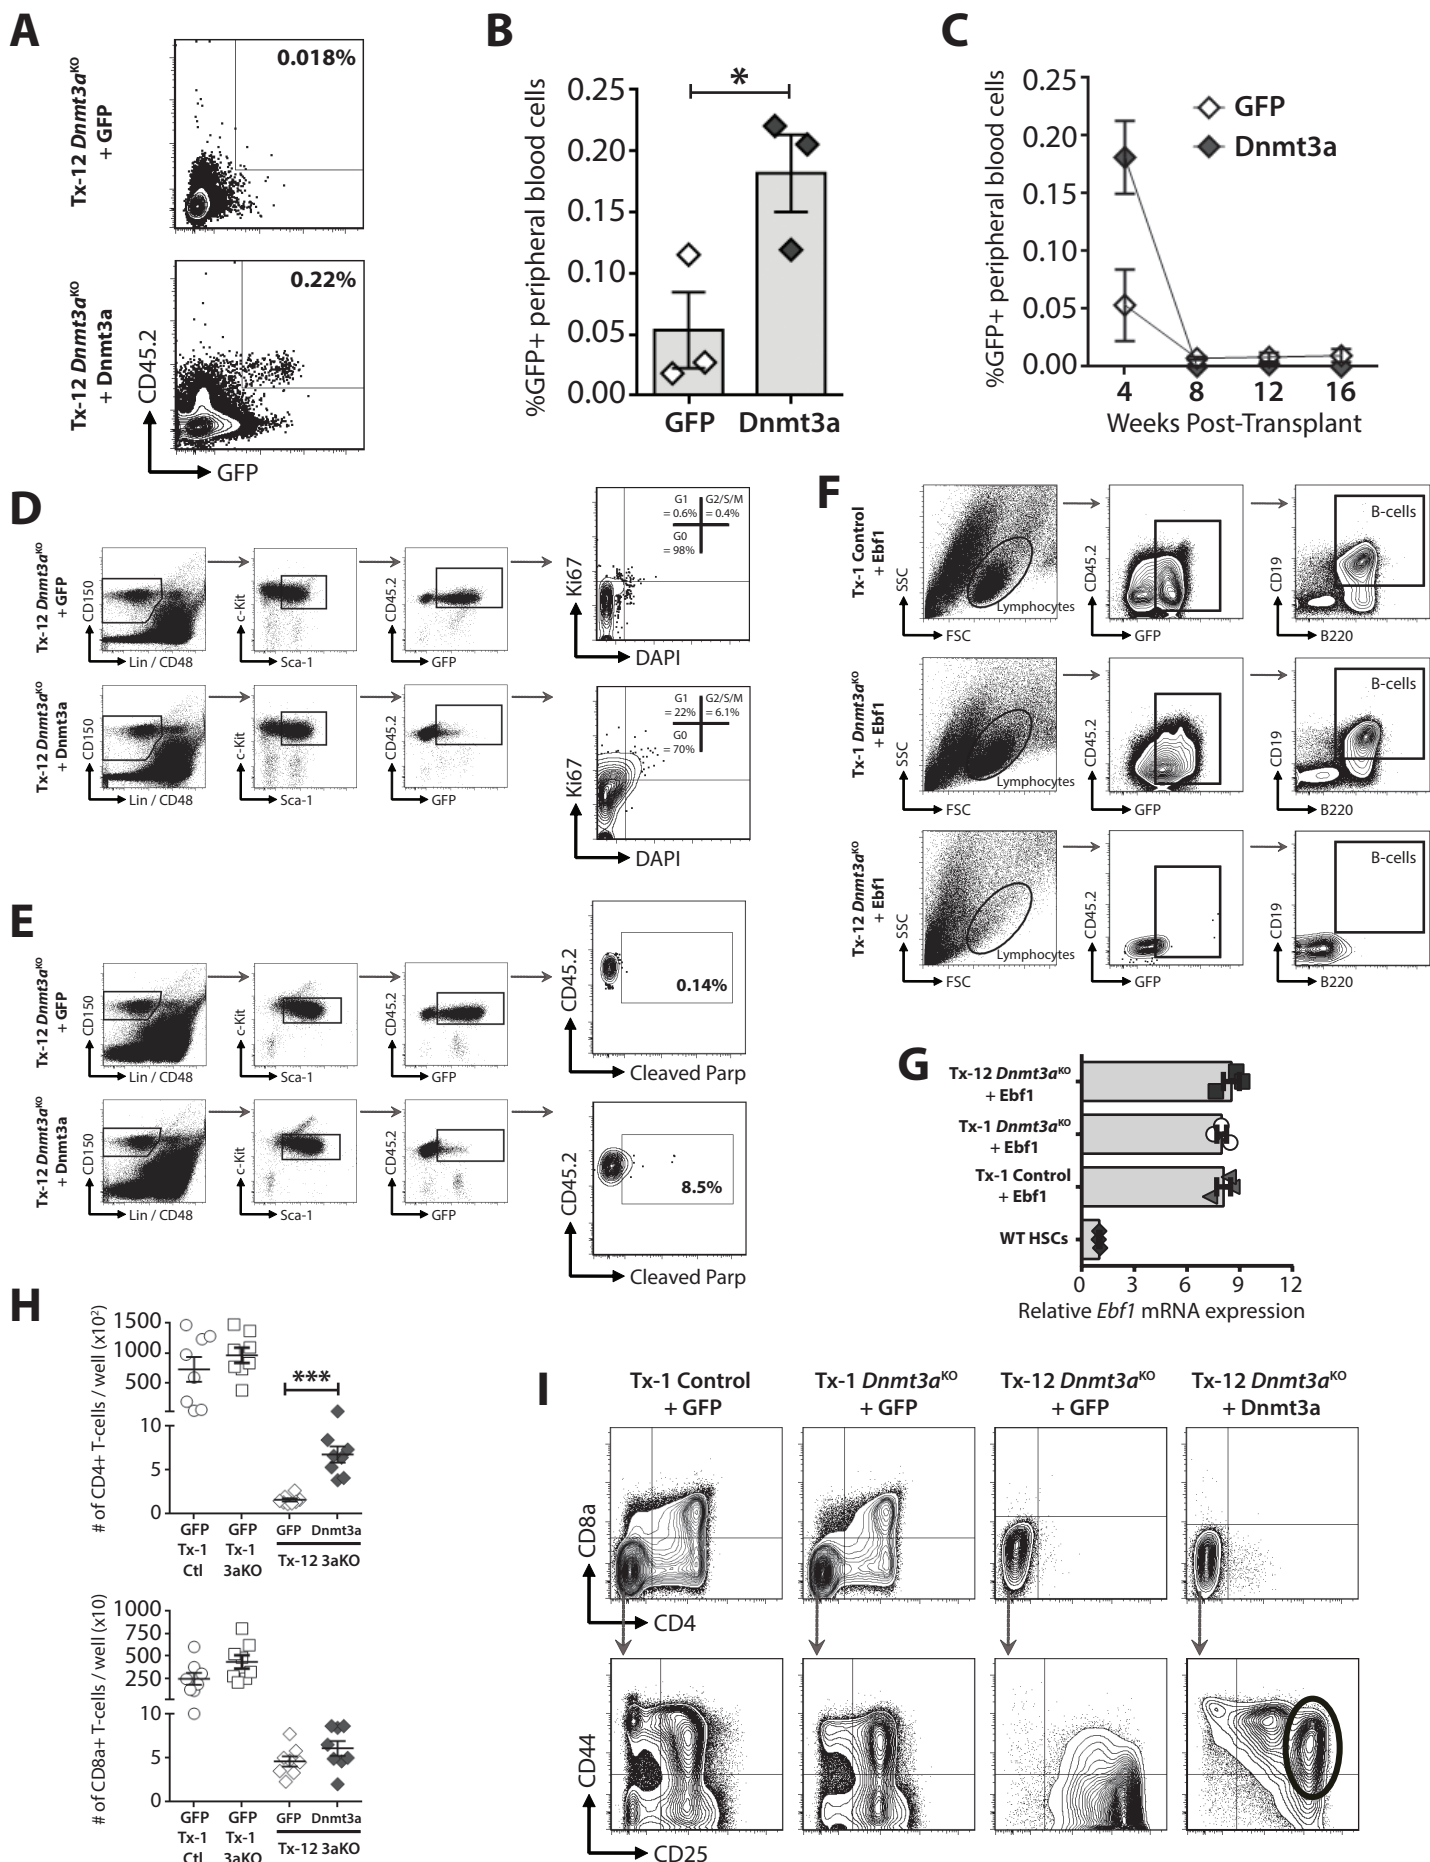 A
Tx-12 Dnmt3aKO
+ GFP
0.018%
Tx-12 Dnmt3aKO
+ Dnmt3a
0.22%
CD45.2
GFP
B
%GFP+ peripheral blood cells
*
0.25
0.20
0.15
0.10
0.05
0.00
GFP
Dnmt3a
C
%GFP+ peripheral blood cells
0.25
0.20
0.15
0.10
0.05
0.00
GFP
Dnmt3a
4 8 12 16
Weeks Post-Transplant
D
Tx-12 Dnmt3aKO
+ GFP
CD150
Lin / CD48
c-Kit
Sca-1
CD45.2
GFP
Ki67
DAPI
G1 G2/S/M
= 0.6% = 0.4%
G0
= 98%
Tx-12 Dnmt3aKO
+ Dnmt3a
CD150
Lin / CD48
c-Kit
Sca-1
CD45.2
GFP
Ki67
DAPI
G1 G2/S/M
= 22% = 6.1%
G0
= 70%
E
Tx-12 Dnmt3aKO
+ GFP
CD150
Lin / CD48
c-Kit
Sca-1
CD45.2
GFP
CD45.2
0.14%
Cleaved Parp
Tx-12 Dnmt3aKO
+ Dnmt3a
CD150
Lin / CD48
c-Kit
Sca-1
CD45.2
GFP
CD45.2
8.5%
Cleaved Parp
F
Tx-1 Control
+ Ebf1
SSC
Lymphocytes
FSC
CD45.2
GFP
CD19
B-cells
B220
Tx-1 Dnmt3aKO
+ Ebf1
SSC
Lymphocytes
FSC
CD45.2
GFP
CD19
B-cells
B220
Tx-12 Dnmt3aKO
+ Ebf1
SSC
Lymphocytes
FSC
CD45.2
GFP
CD19
B-cells
B220
G
Tx-12 Dnmt3aKO
+ Ebf1
Tx-1 Dnmt3aKO
+ Ebf1
Tx-1 Control
+ Ebf1
WT HSCs
0 3 6 9 12
Relative Ebf1 mRNA expression
H
# of CD4+ T-cells / well (x10²)
1500
1000
500
10
5
0
***
GFP GFP GFP Dnmt3a
Tx-1 Tx-1 Tx-12 3aKO
Ctl 3aKO
# of CD8a+ T-cells / well (x10)
1000
750
500
250
10
5
0
GFP GFP GFP Dnmt3a
Tx-1 Tx-1 Tx-12 3aKO
Ctl 3aKO
I
Tx-1 Control
+ GFP
Tx-1 Dnmt3aKO
+ GFP
Tx-12 Dnmt3aKO
+ GFP
Tx-12 Dnmt3aKO
+ Dnmt3a
CD8a
CD4
CD44
CD25